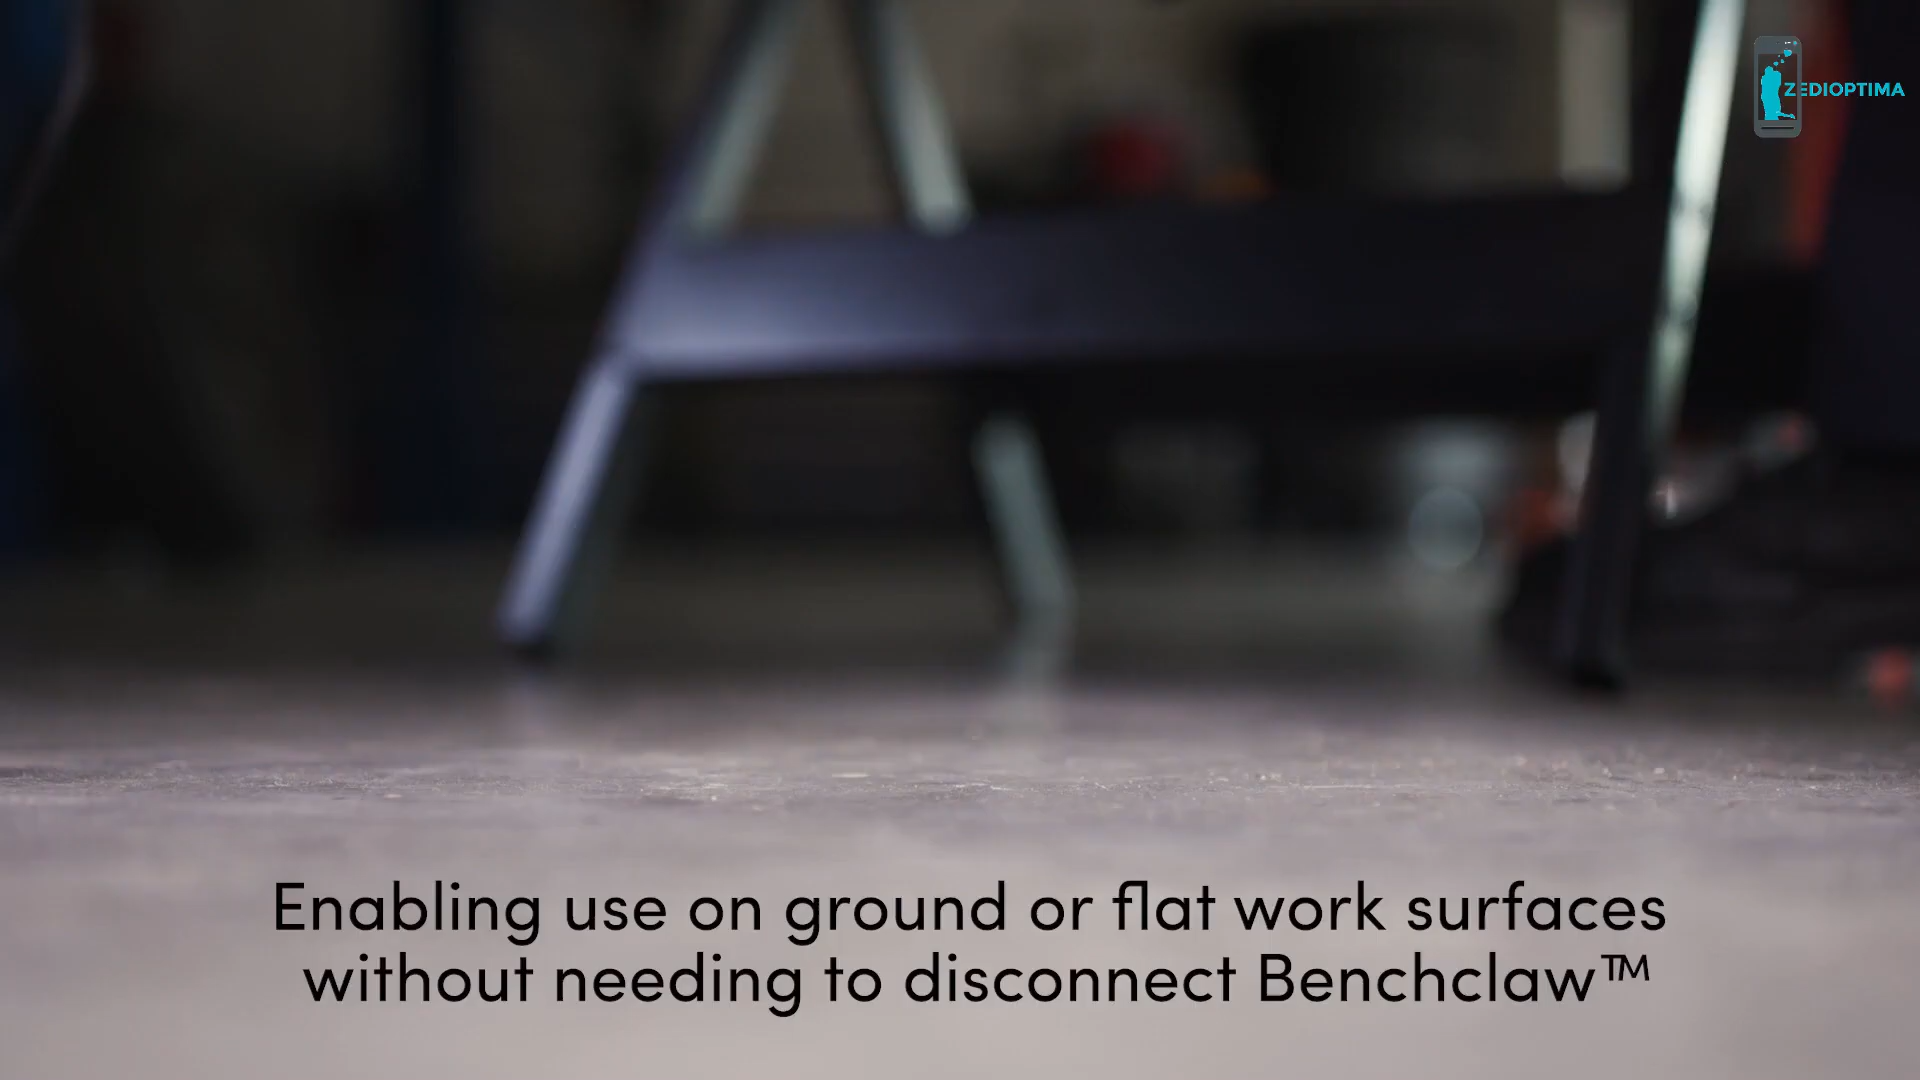 ZEDIOPTIMA
Enabling use on ground or flat work surfaces
without needing to disconnect Benchclaw™